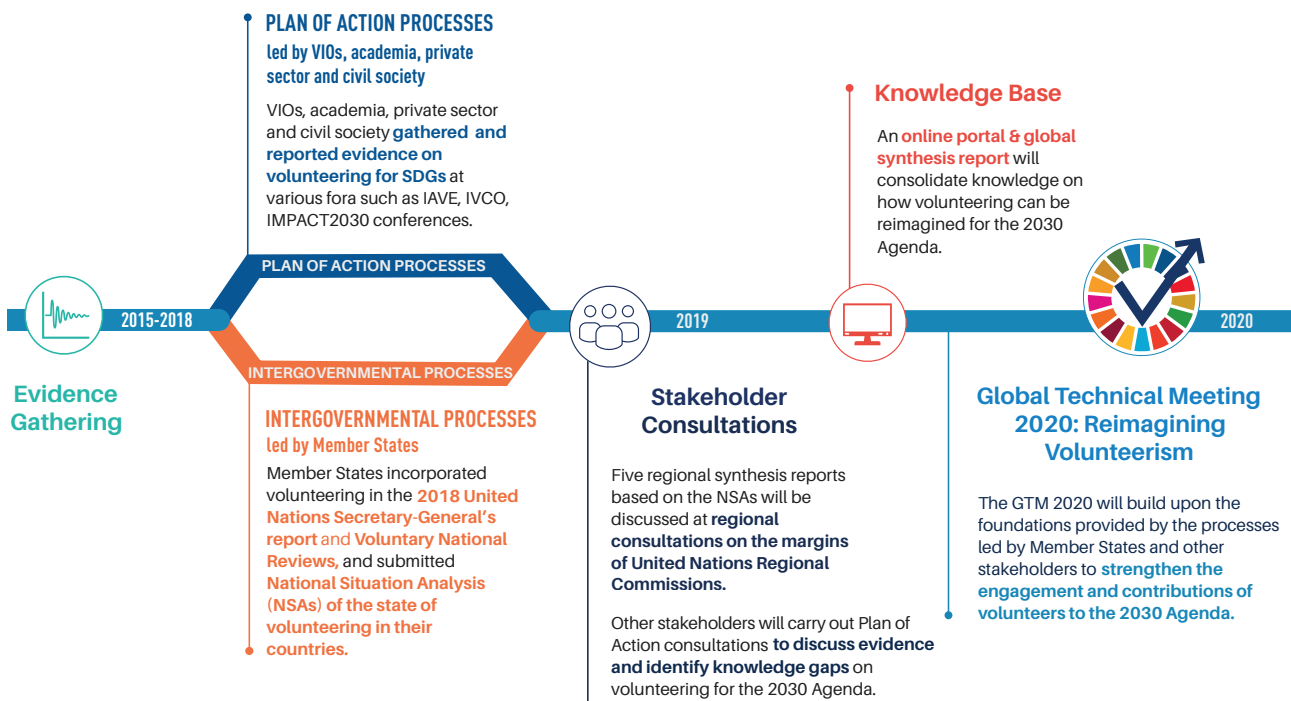 PLAN OF ACTION PROCESSES
led by VIOs, academia, private
sector and civil society
VIOs, academia, private sector
and civil society gathered and
reported evidence on
volunteering for SDGs at
various fora such as IAVE, IVCO,
IMPACT2030 conferences.
Knowledge Base
An online portal & global
synthesis report will
consolidate knowledge on
how volunteering can be
reimagined for the 2030
Agenda.
PLAN OF ACTION PROCESSES
2015-2018
2019
2020
INTERGOVERNMENTAL PROCESSES
Evidence
Gathering
INTERGOVERNMENTAL PROCESSES
led by Member States
Member States incorporated
volunteering in the 2018 United
Nations Secretary-General's
report and Voluntary National
Reviews, and submitted
National Situation Analysis
(NSAs) of the state of
volunteering in their
countries.
Stakeholder
Consultations
Five regional synthesis reports
based on the NSAs will be
discussed at regional
consultations on the margins
of United Nations Regional
Commissions.
Other stakeholders will carry out Plan of
Action consultations to discuss evidence
and identify knowledge gaps on
volunteering for the 2030 Agenda.
Global Technical Meeting
2020: Reimagining
Volunteerism
The GTM 2020 will build upon the
foundations provided by the processes
led by Member States and other
stakeholders to strengthen the
engagement and contributions of
volunteers to the 2030 Agenda.